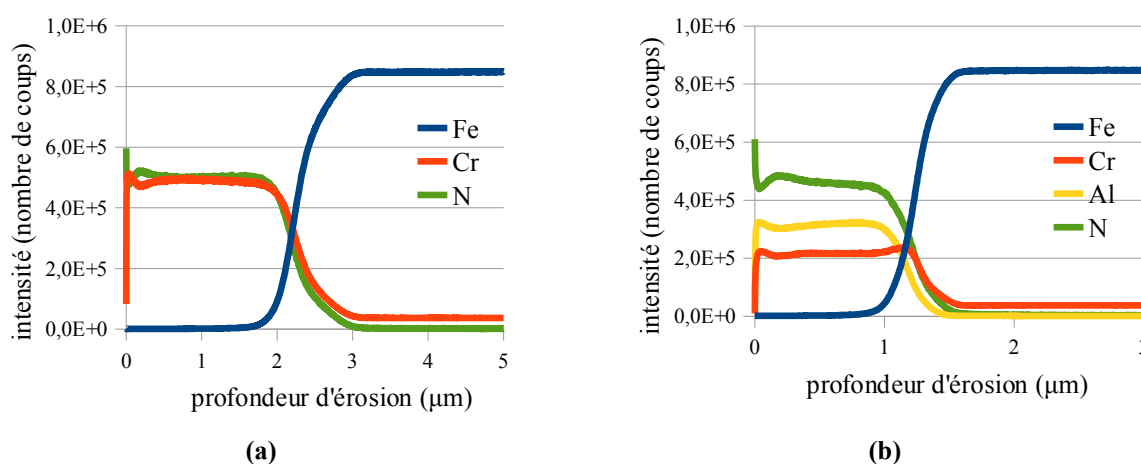 intensité (nombre de coups)
1,0E+6
8,0E+5
6,0E+5
4,0E+5
2,0E+5
0,0E+0
Fe
Cr
N
0 1 2 3 4 5
profondeur d'érosion (μm)
(a)
intensité (nombre de coups)
1,0E+6
8,0E+5
6,0E+5
4,0E+5
2,0E+5
0,0E+0
Fe
Cr
Al
N
0 1 2 3
profondeur d'érosion (μm)
(b)